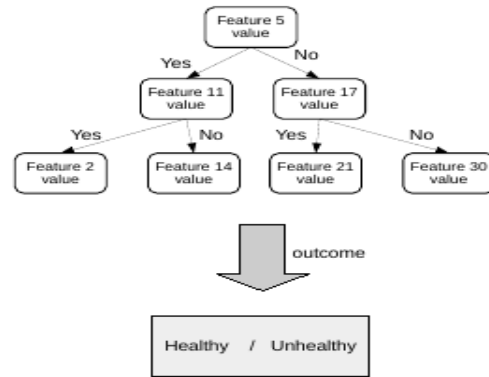 Feature 5
value
Yes
No
Feature 11
value
Feature 17
value
Yes
No
Yes
No
Feature 2
value
Feature 14
value
Feature 21
value
Feature 30
value
outcome
Healthy / Unhealthy